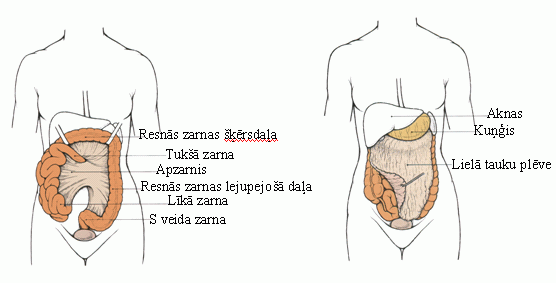 Resnās zarnas šķērsdaļa
Tukšā zarna
Apzarnis
Resnās zarnas lejupejošā daļa
Līkā zarna
S veida zarna
Aknas
Kuņģis
Lielā tauku plēve